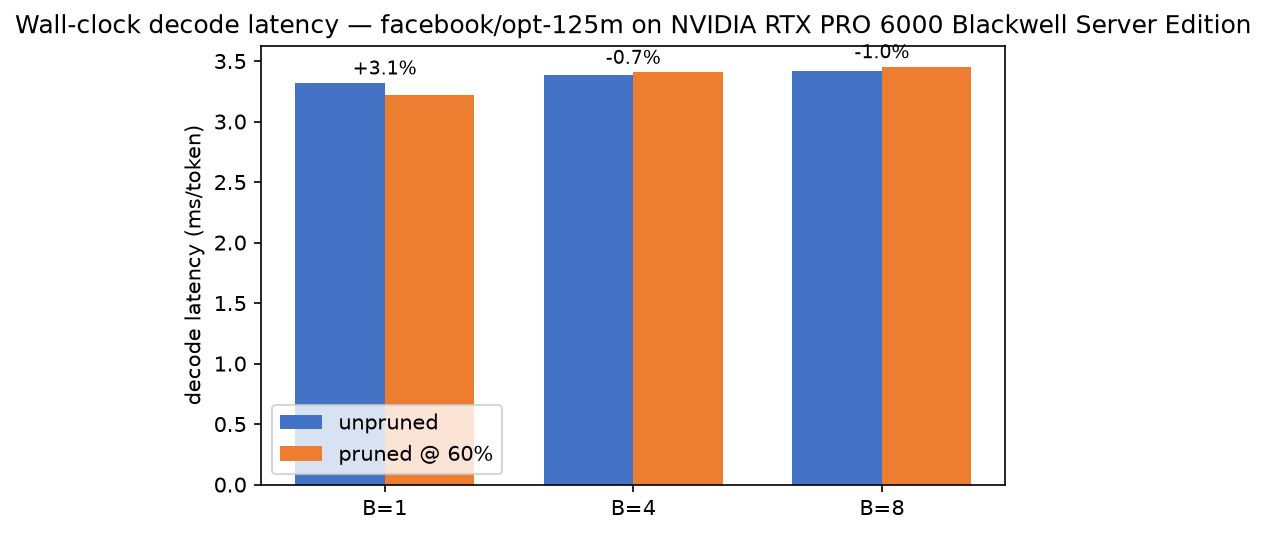 Wall-clock decode latency — facebook/opt-125m on NVIDIA RTX PRO 6000 Blackwell Server Edition
+3.1%
-0.7%
-1.0%
decode latency (ms/token)
3.5
3.0
2.5
2.0
1.5
1.0
0.5
0.0
unpruned
pruned @ 60%
B=1
B=4
B=8